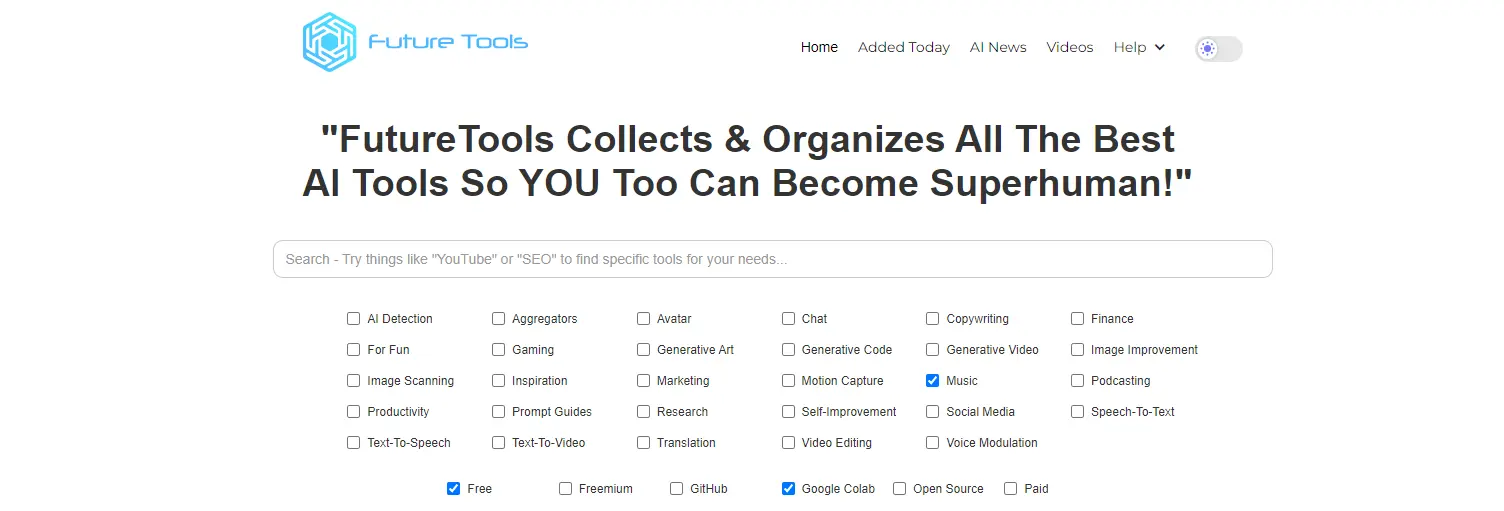 Future Tools
Home Added Today AI News Videos Help
"FutureTools Collects & Organizes All The Best
AI Tools So YOU Too Can Become Superhuman!"
Search - Try things like "YouTube" or "SEO" to find specific tools for your needs...
AI Detection Aggregators Avatar Chat Copywriting Finance
For Fun Gaming Generative Art Generative Code Generative Video Image Improvement
Image Scanning Inspiration Marketing Motion Capture Music Podcasting
Productivity Prompt Guides Research Self-Improvement Social Media Speech-To-Text
Text-To-Speech Text-To-Video Translation Video Editing Voice Modulation
Free Freemium GitHub Google Colab Open Source Paid